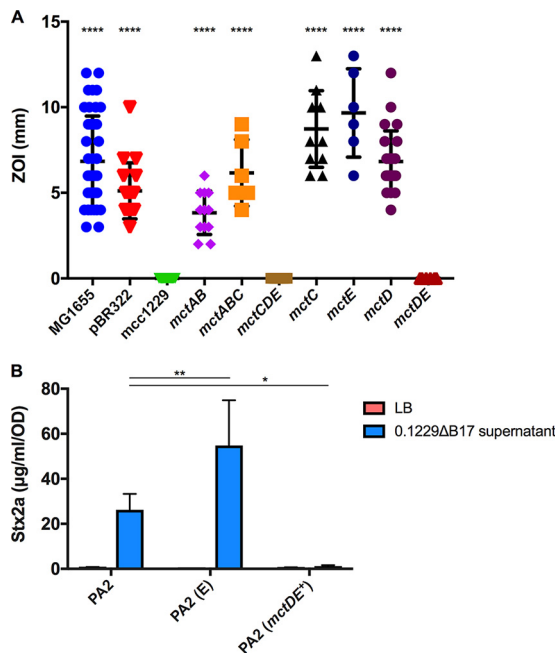 A
**** **** **** **** **** **** ****
15
10
5
0
ZOI (mm)
MG1655
pBR322
mcc1229
mctAB
mctABC
mctCDE
mctC
mctE
mctD
mctDE
B
**
*
80
60
40
20
0
Stx2a (µg/ml/OD)
LB
0.1229ΔB17 supernatant
PA2
PA2 (E)
PA2 (mctDE⁺)